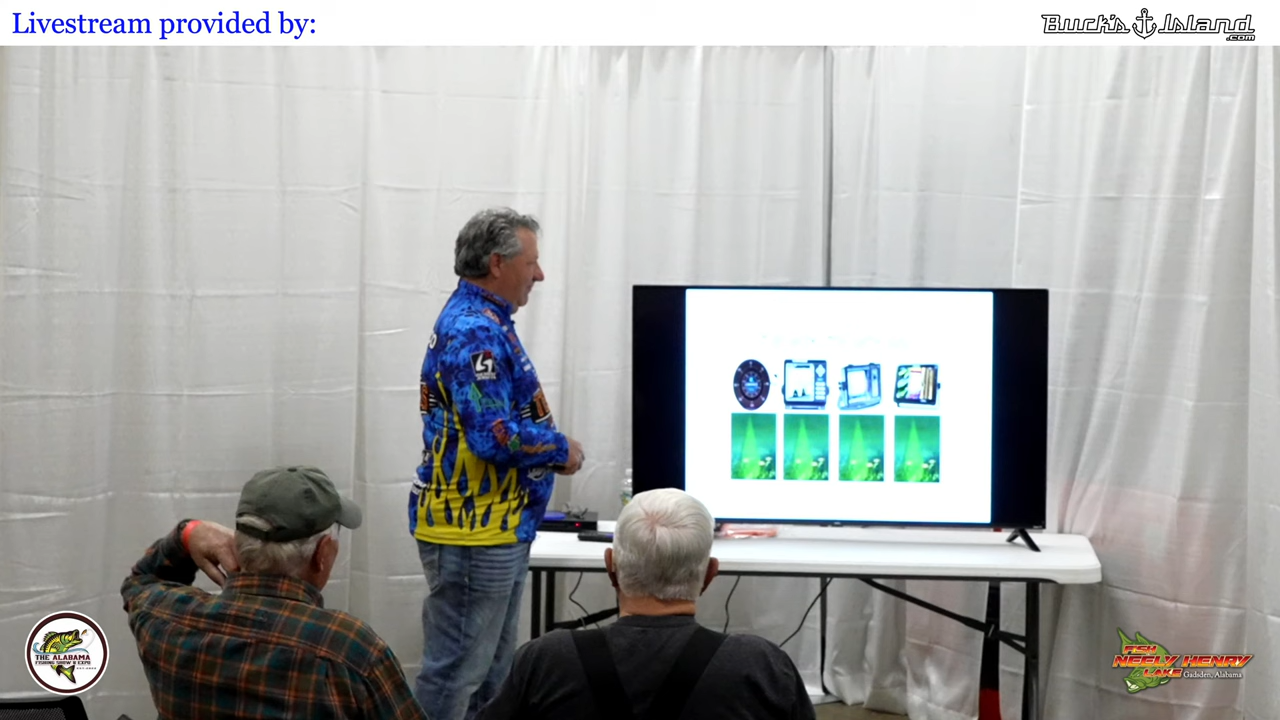 Livestream provided by:
Buck's Island
.com
THE ALABAMA
FISHING SHOW & EXPO
FISH
NEELY HENRY
LAKE Gadsden, Alabama